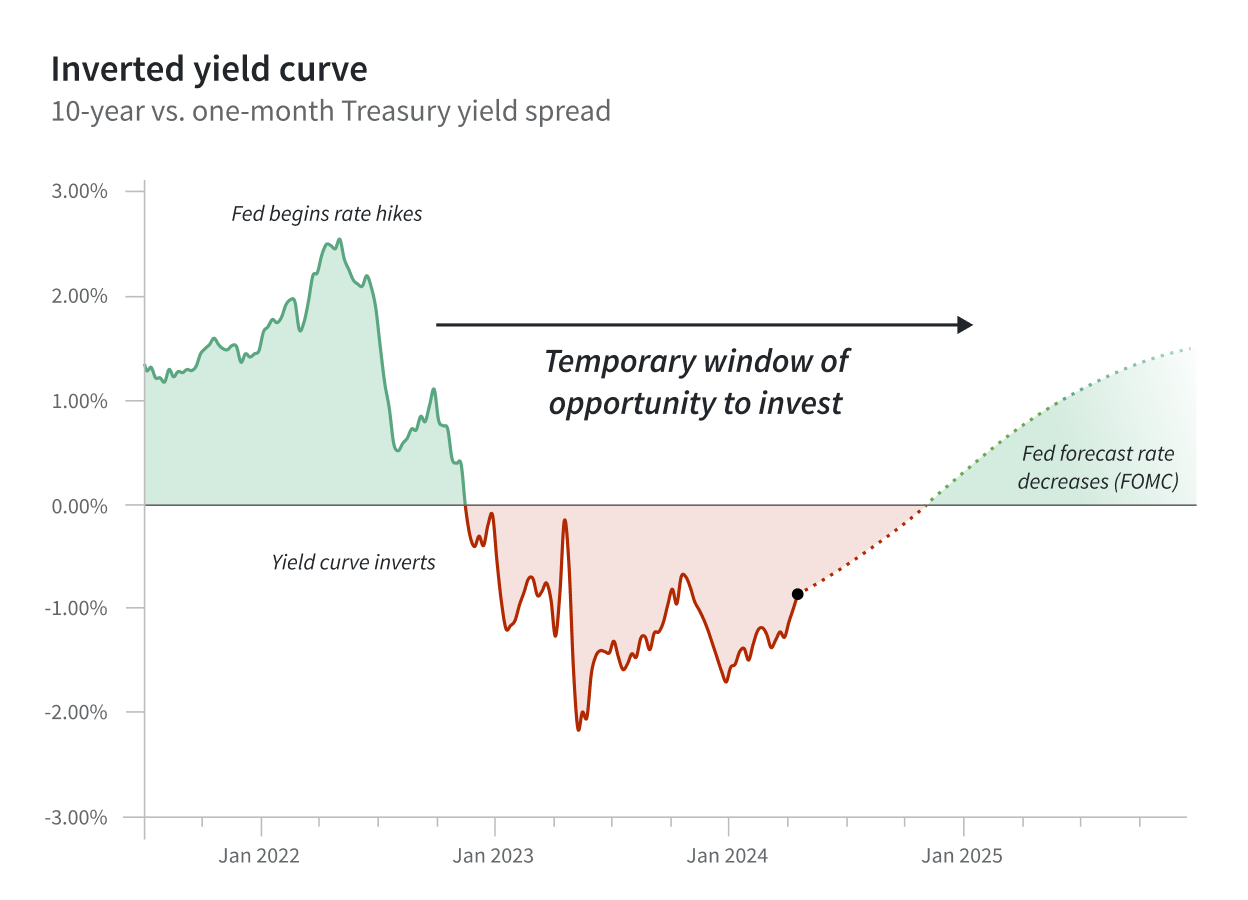 Inverted yield curve
10-year vs. one-month Treasury yield spread
3.00%
Fed begins rate hikes
2.00%
Temporary window of
opportunity to invest
1.00%
Fed forecast rate
decreases (FOMC)
0.00%
Yield curve inverts
-1.00%
-2.00%
-3.00%
Jan 2022
Jan 2023
Jan 2024
Jan 2025